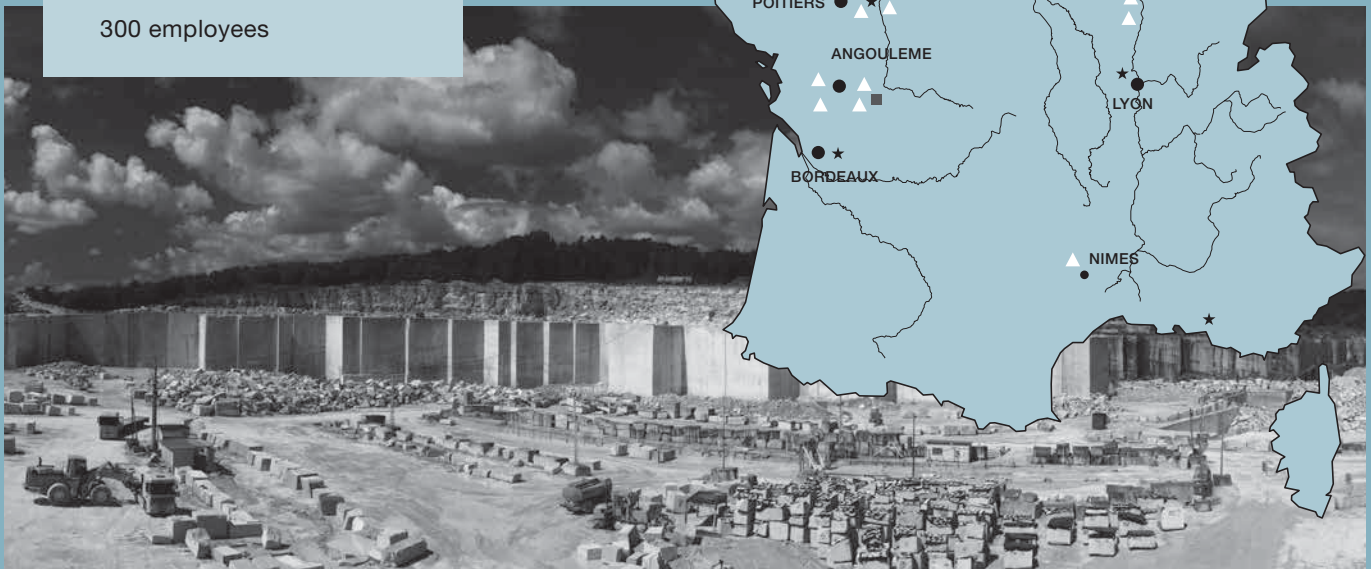 300 employees
POITIERS
ANGOULEME
LYON
BORDEAUX
NIMES